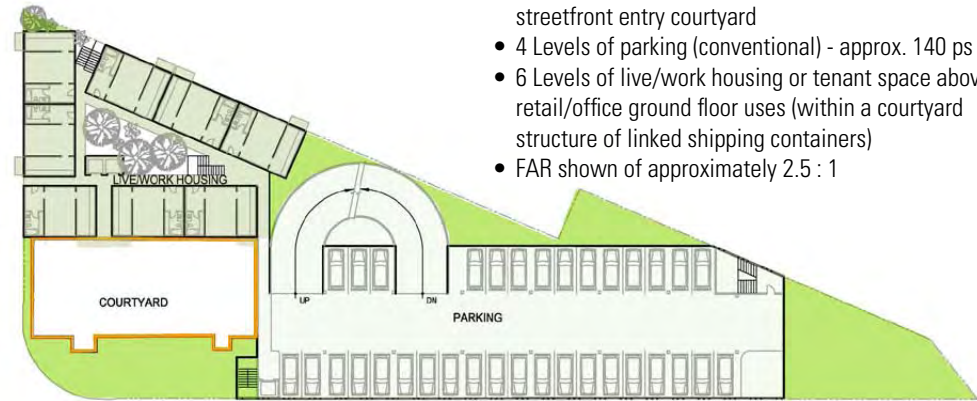 streetfront entry courtyard
• 4 Levels of parking (conventional) - approx. 140 ps
• 6 Levels of live/work housing or tenant space abov
retail/office ground floor uses (within a courtyard
structure of linked shipping containers)
• FAR shown of approximately 2.5 : 1
LIVE/WORK HOUSING
COURTYARD
UP
DN
PARKING